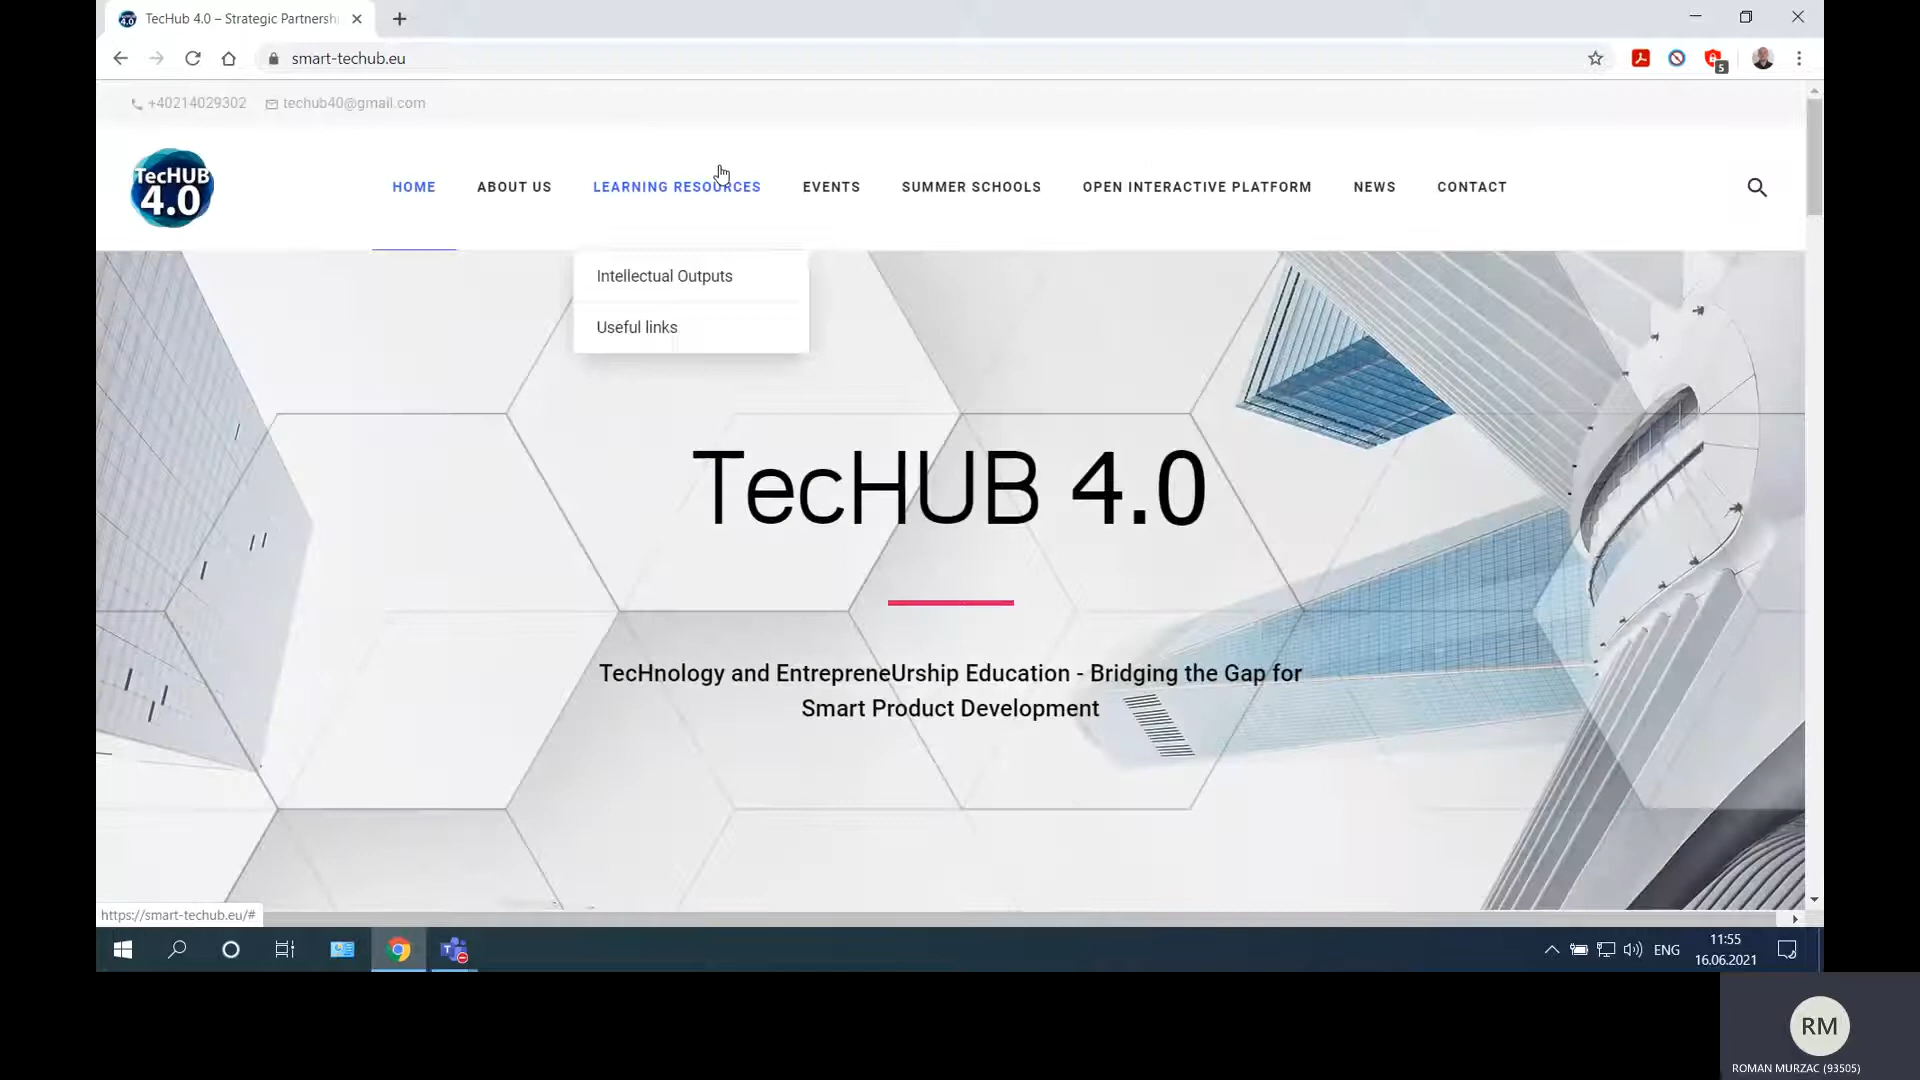 TecHub 4.0 – Strategic Partnersh
smart-techub.eu
5
+40214029302 techub40@gmail.com
TecHUB
4.0
HOME ABOUT US LEARNING RESOURCES EVENTS SUMMER SCHOOLS OPEN INTERACTIVE PLATFORM NEWS CONTACT
Intellectual Outputs
Useful links
TecHUB 4.0
TecHnology and EntrepreneUrship Education - Bridging the Gap for
Smart Product Development
https://smart-techub.eu/#
ENG
11:55
16.06.2021
RM
ROMAN MURZAC (93505)